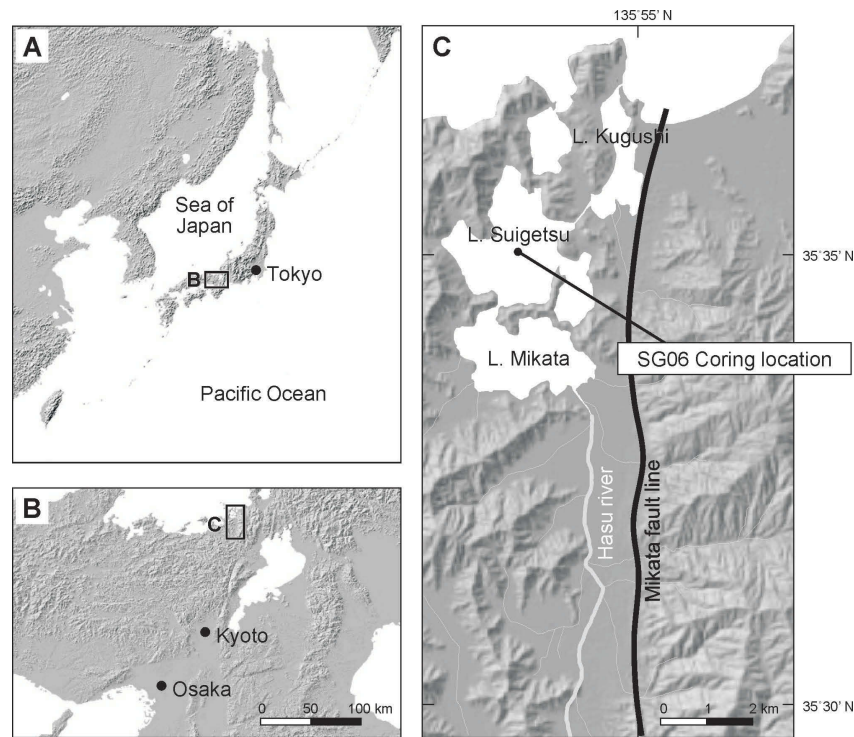 A
Sea of
Japan
B
Tokyo
Pacific Ocean
B
C
Kyoto
Osaka
0 50 100 km
135˚55' N
C
L. Kugushi
L. Suigetsu
35˚35' N
SG06 Coring location
L. Mikata
Hasu river
Mikata fault line
35˚30' N
0 1 2 km